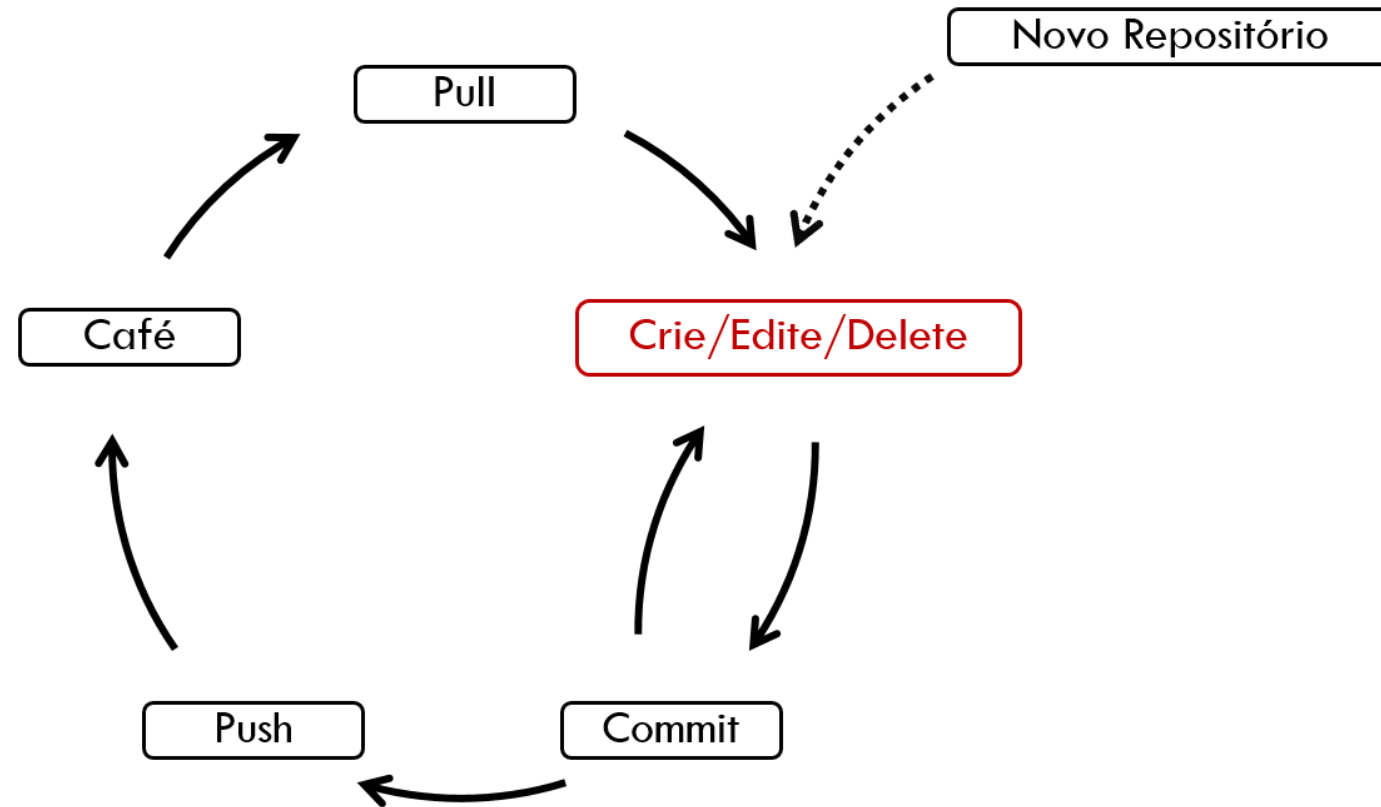 Novo Repositório
Pull
Café
Crie/Edite/Delete
Push
Commit